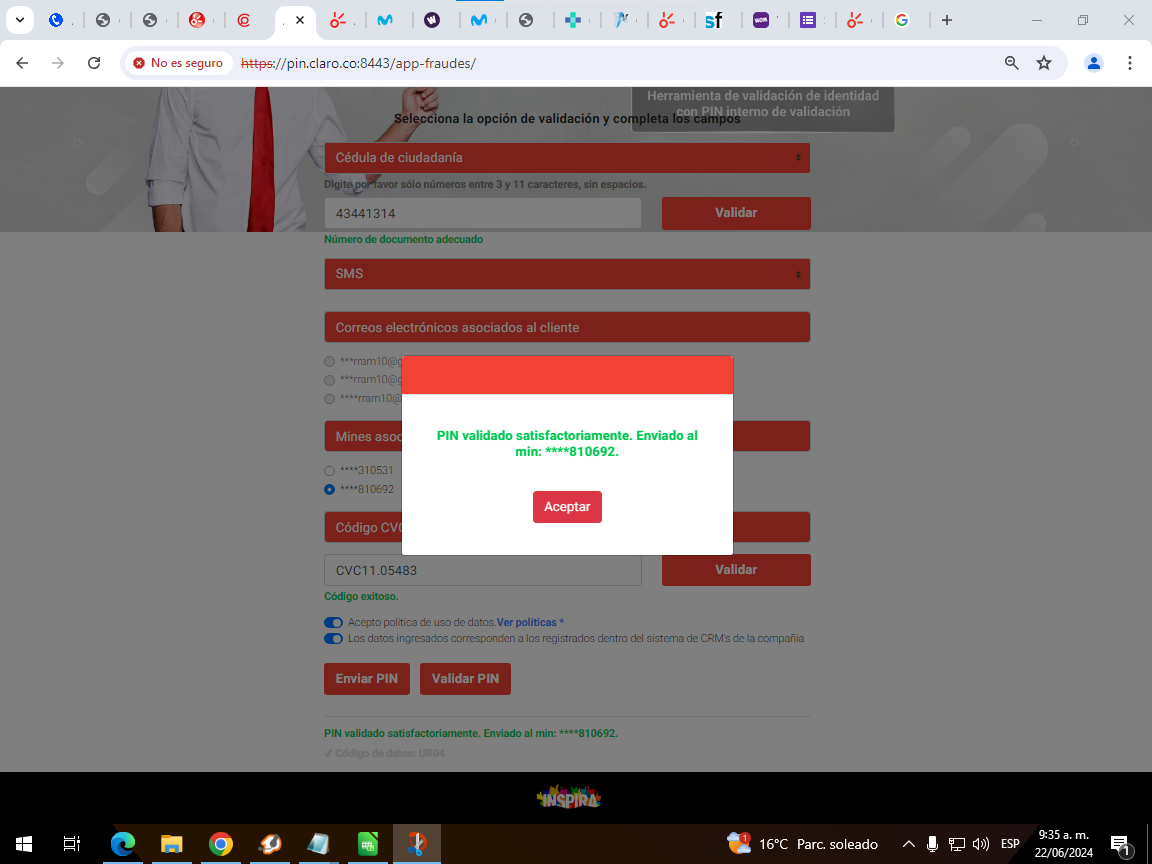 No es seguro
https://pin.claro.co:8443/app-fraudes/
Herramienta de validación de identidad
con PIN interno de validación
Selecciona la opción de validación y completa los campos
Cédula de ciudadanía
Digite por favor sólo números entre 3 y 11 caracteres, sin espacios.
43441314
Validar
Número de documento adecuado
SMS
Correos electrónicos asociados al cliente
***rram10@g
***rram10@g
****rram10@
Mines asoc
****310531
****810692
PIN validado satisfactoriamente. Enviado al
min: ****810692.
Aceptar
Código CVC
CVC11.05483
Validar
Código exitoso.
Acepto política de uso de datos.Ver políticas *
Los datos ingresados corresponden a los registrados dentro del sistema de CRM's de la compañia
Enviar PIN
Validar PIN
PIN validado satisfactoriamente. Enviado al min: ****810692.
✓ Código de datos: UR04
INSPIRA
16°C Parc. soleado
ESP
9:35 a. m.
22/06/2024
1
1